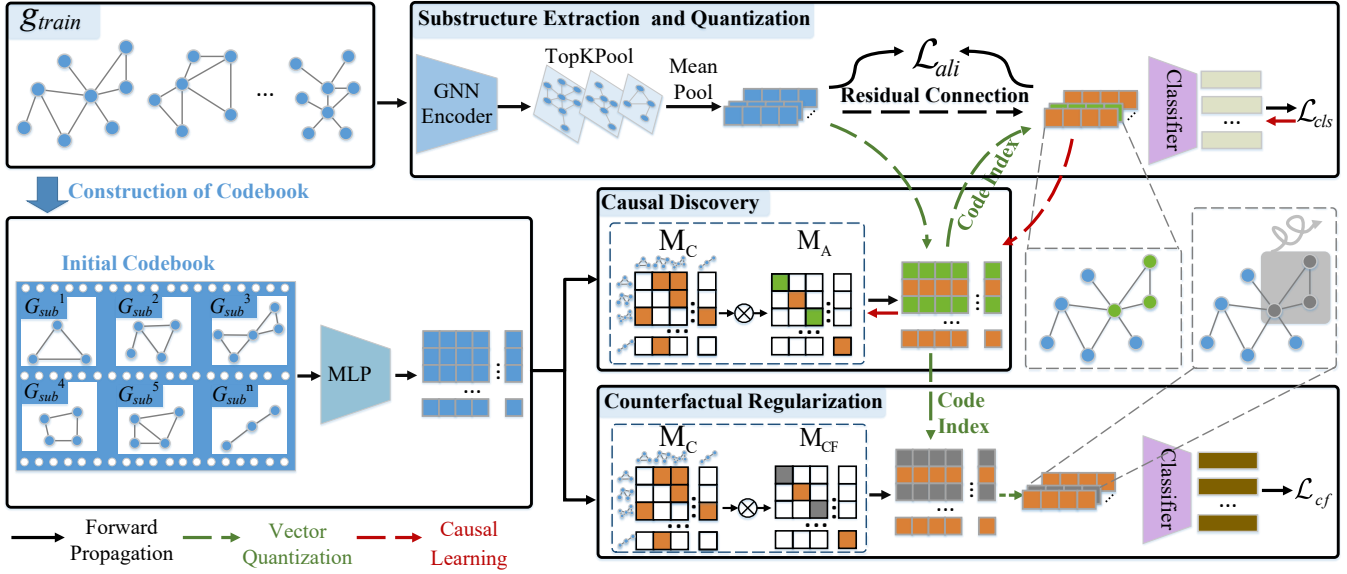 g_train
Substructure Extraction and Quantization
TopKPool
GNN
Encoder
Mean
Pool
ℒ_ali
Residual Connection
Classifier
...
ℒ_cls
...
Construction of Codebook
Code Index
Causal Discovery
M_C
M_A
Initial Codebook
G_sub^1
G_sub^2
G_sub^3
G_sub^4
G_sub^5
G_sub^n
MLP
...
...
...
...
Counterfactual Regularization
Code
Index
M_C
M_CF
...
...
...
Classifier
...
ℒ_cf
Forward
Propagation
Vector
Quantization
Causal
Learning